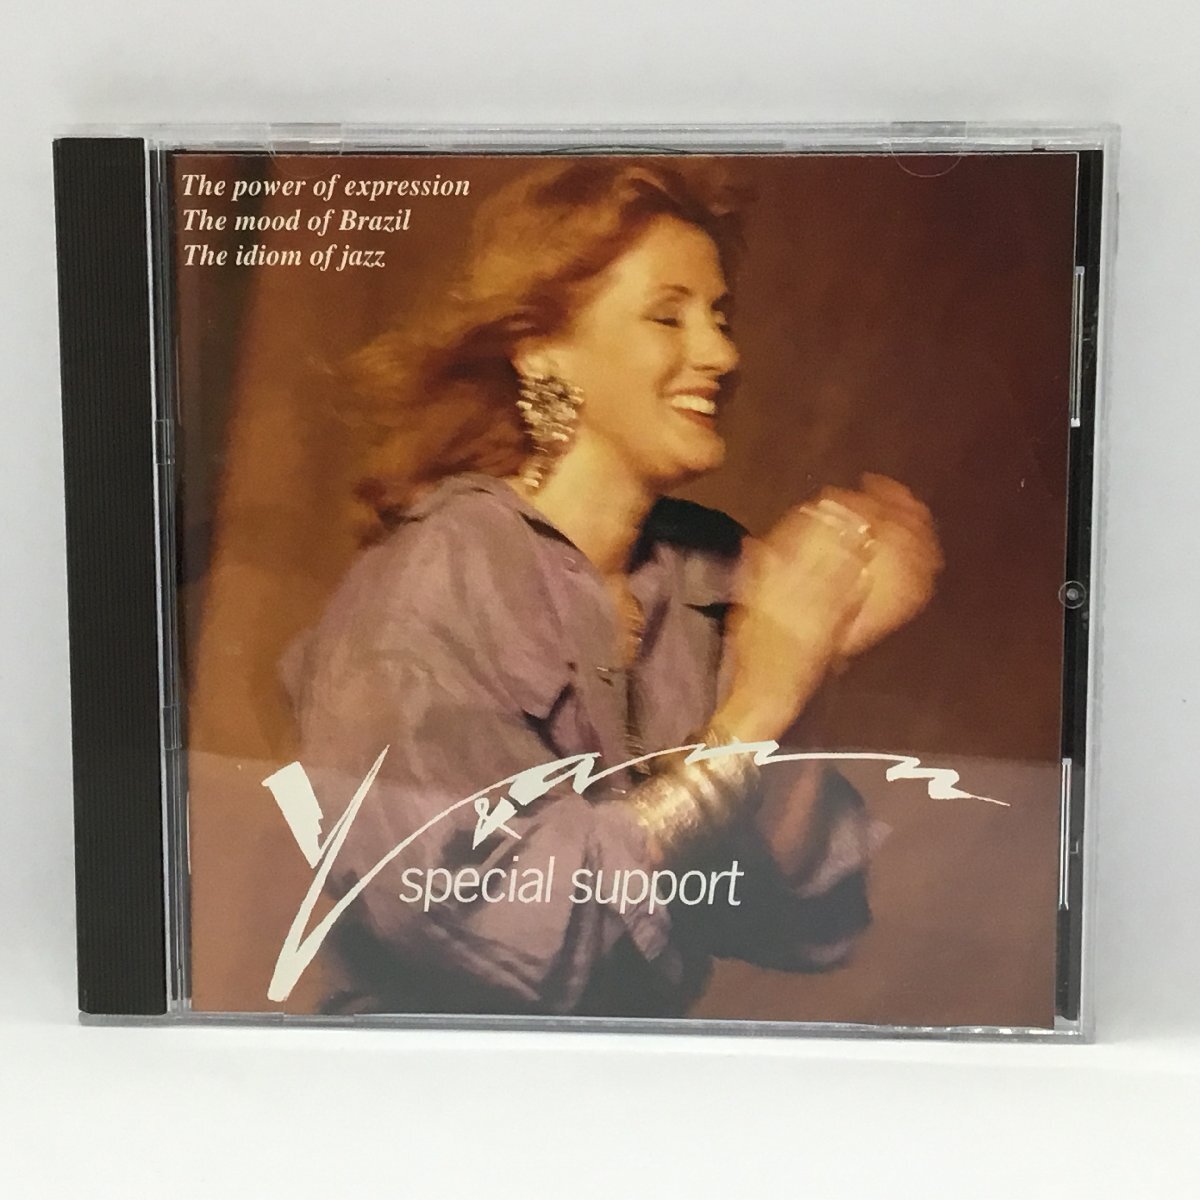 The power of expression
The mood of Brazil
The idiom of jazz
&
special support